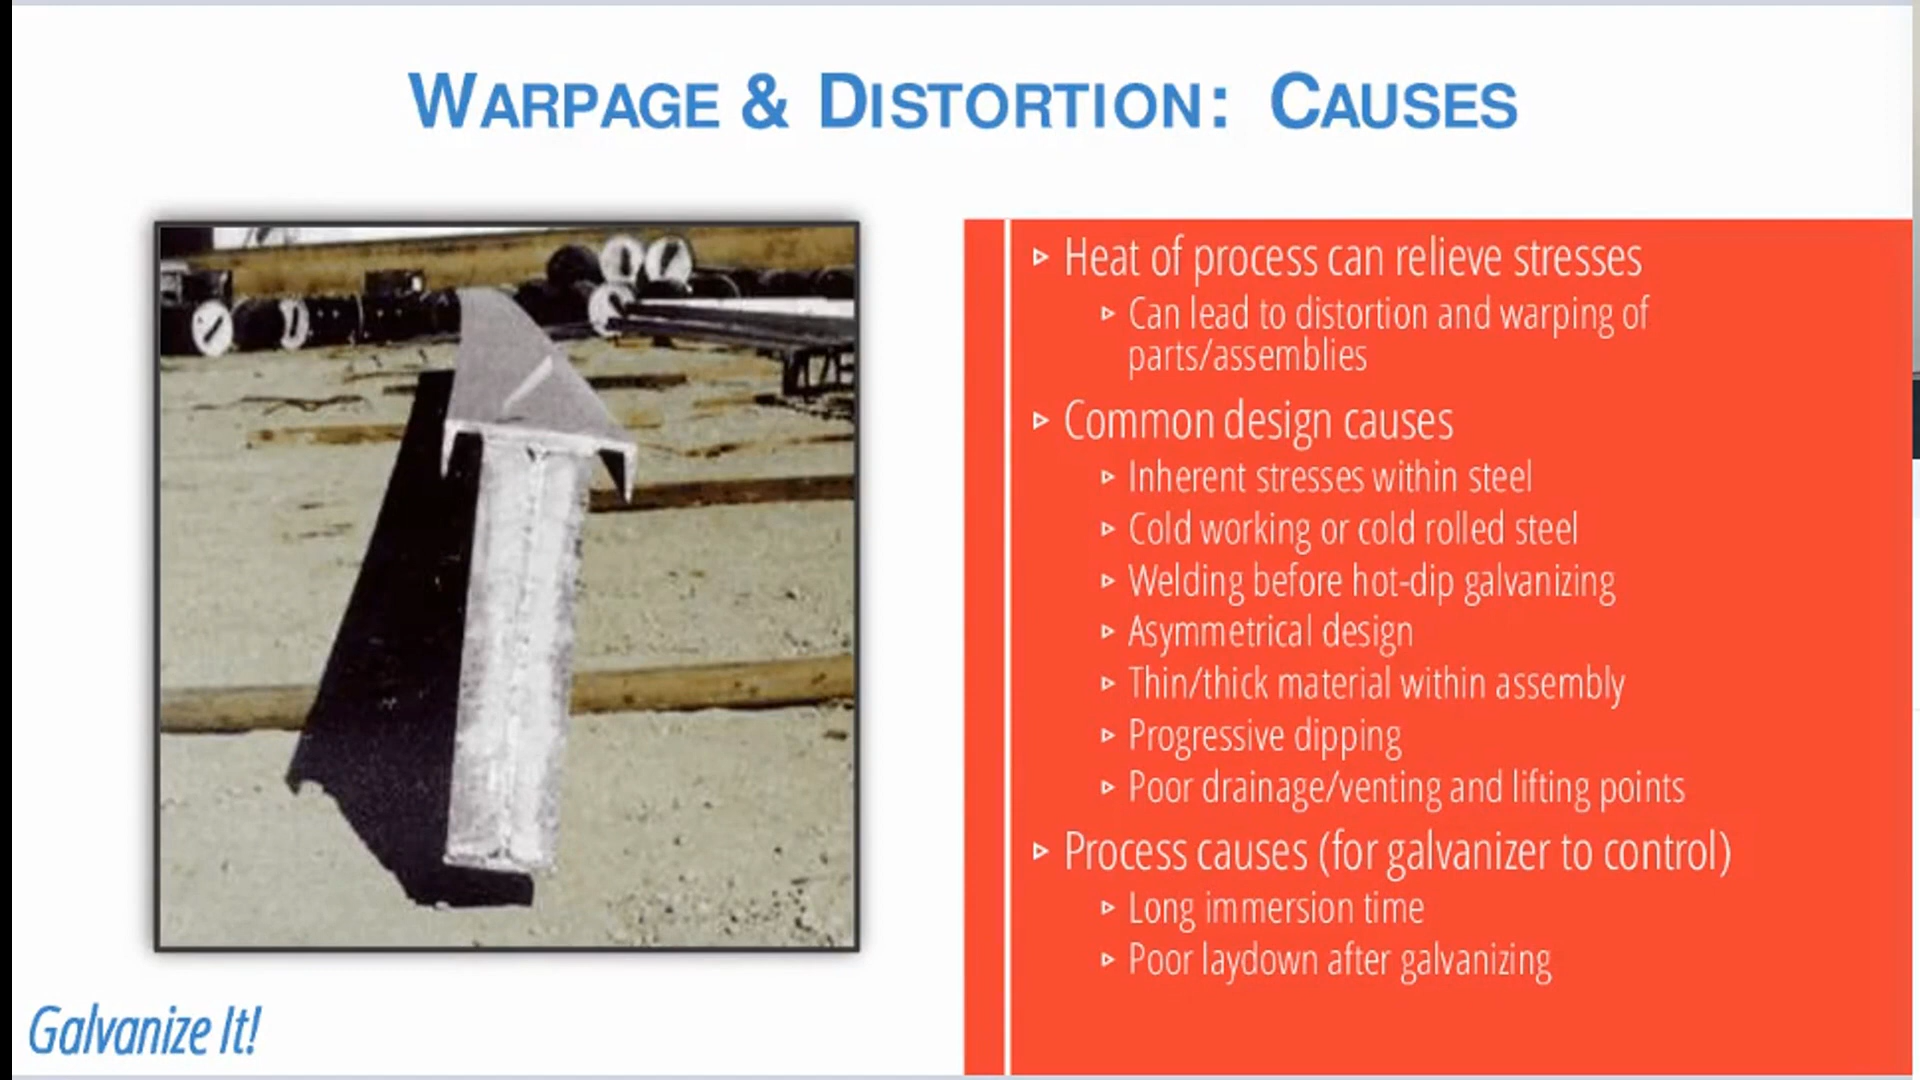 WARPAGE & DISTORTION: CAUSES
Heat of process can relieve stresses
Can lead to distortion and warping of
parts/assemblies
Common design causes
Inherent stresses within steel
Cold working or cold rolled steel
Welding before hot-dip galvanizing
Asymmetrical design
Thin/thick material within assembly
Progressive dipping
Poor drainage/venting and lifting points
Process causes (for galvanizer to control)
Long immersion time
Poor laydown after galvanizing
Galvanize It!